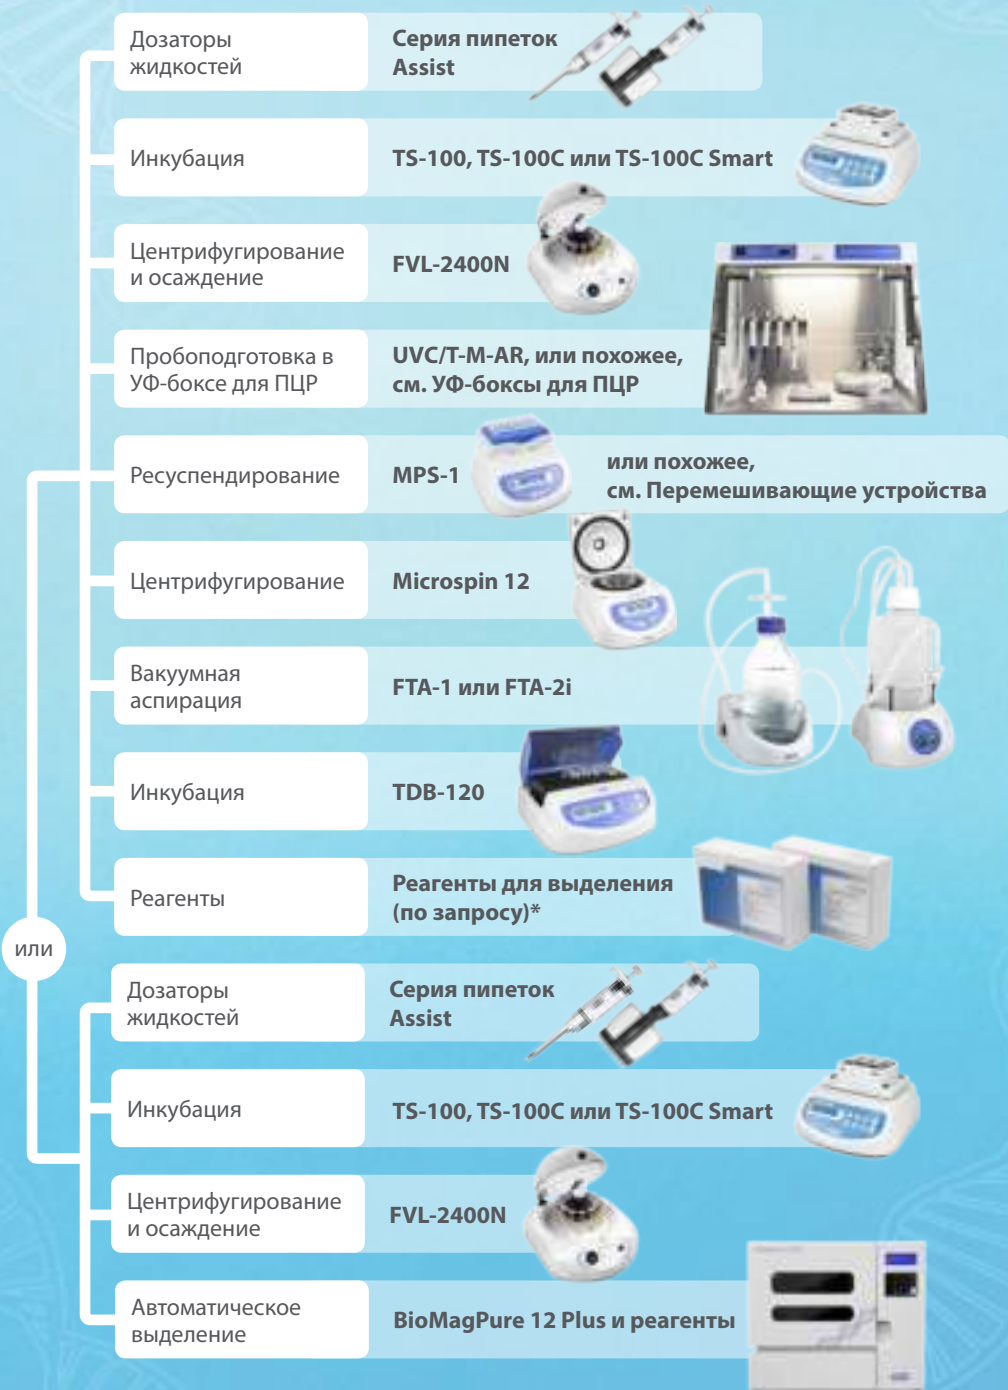 Дозаторы
жидкостей
Серия пипеток
Assist
Инкубация
TS-100, TS-100C или TS-100C Smart
Центрифугирование
и осаждение
FVL-2400N
Пробоподготовка в
УФ-боксе для ПЦР
UVC/T-M-AR, или похожее,
см. УФ-боксы для ПЦР
Ресуспендирование
MPS-1
или похожее,
см. Перемешивающие устройства
Центрифугирование
Microspin 12
Вакуумная
аспирация
FTA-1 или FTA-2i
Инкубация
TDB-120
Реагенты
Реагенты для выделения
(по запросу)*
или
Дозаторы
жидкостей
Серия пипеток
Assist
Инкубация
TS-100, TS-100C или TS-100C Smart
Центрифугирование
и осаждение
FVL-2400N
Автоматическое
выделение
BioMagPure 12 Plus и реагенты